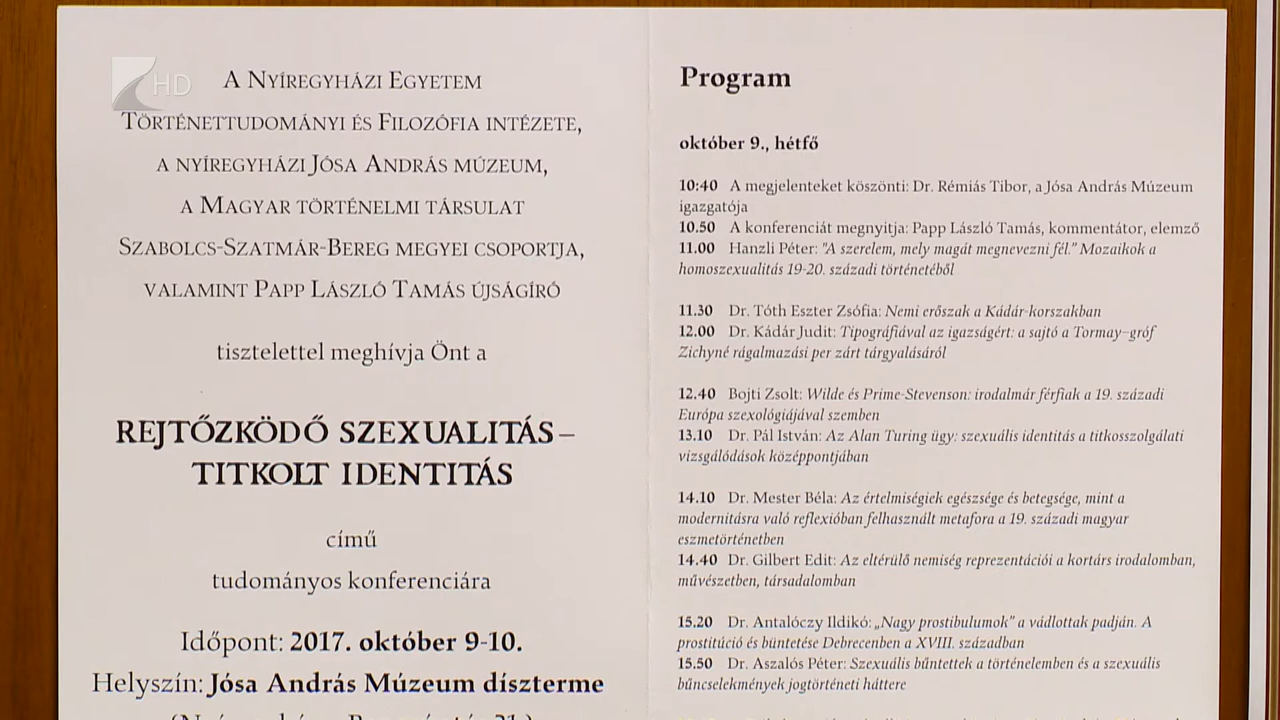 HD
A Nyíregyházi Egyetem
Történettudományi és Filozófia intézete,
a nyíregyházi Jósa András múzeum,
a Magyar történelmi társulat
Szabolcs-Szatmár-Bereg megyei csoportja,
valamint Papp László Tamás újságíró
tisztelettel meghívja Önt a
REJTŐZKÖDŐ SZEXUALITÁS –
TITKOLT IDENTITÁS
című
tudományos konferenciára
Időpont: 2017. október 9-10.
Helyszín: Jósa András Múzeum díszterme
Program
október 9., hétfő
10:40 A megjelenteket köszönti: Dr. Rémiás Tibor, a Jósa András Múzeum
igazgatója
10.50 A konferenciát megnyitja: Papp László Tamás, kommentátor, elemző
11.00 Hanzli Péter: "A szerelem, mely magát megnevezni fél." Mozaikok a
homoszexualitás 19-20. századi történetéből
11.30 Dr. Tóth Eszter Zsófia: Nemi erőszak a Kádár-korszakban
12.00 Dr. Kádár Judit: Tipográfiával az igazságért: a sajtó a Tormay–gróf
Zichyné rágalmazási per zárt tárgyalásáról
12.40 Bojti Zsolt: Wilde és Prime-Stevenson: irodalmár férfiak a 19. századi
Európa szexológiájával szemben
13.10 Dr. Pál István: Az Alan Turing ügy: szexuális identitás a titkosszolgálati
vizsgálódások középpontjában
14.10 Dr. Mester Béla: Az értelmiségiek egészsége és betegsége, mint a
modernitásra való reflexióban felhasznált metafora a 19. századi magyar
eszmetörténetben
14.40 Dr. Gilbert Edit: Az eltérülő nemiség reprezentációi a kortárs irodalomban,
művészetben, társadalomban
15.20 Dr. Antalóczy Ildikó: „Nagy prostibulumok" a vádlottak padján. A
prostitúció és büntetése Debrecenben a XVIII. században
15.50 Dr. Aszalós Péter: Szexuális bűntettek a történelemben és a szexuális
bűncselekmények jogtörténeti háttere